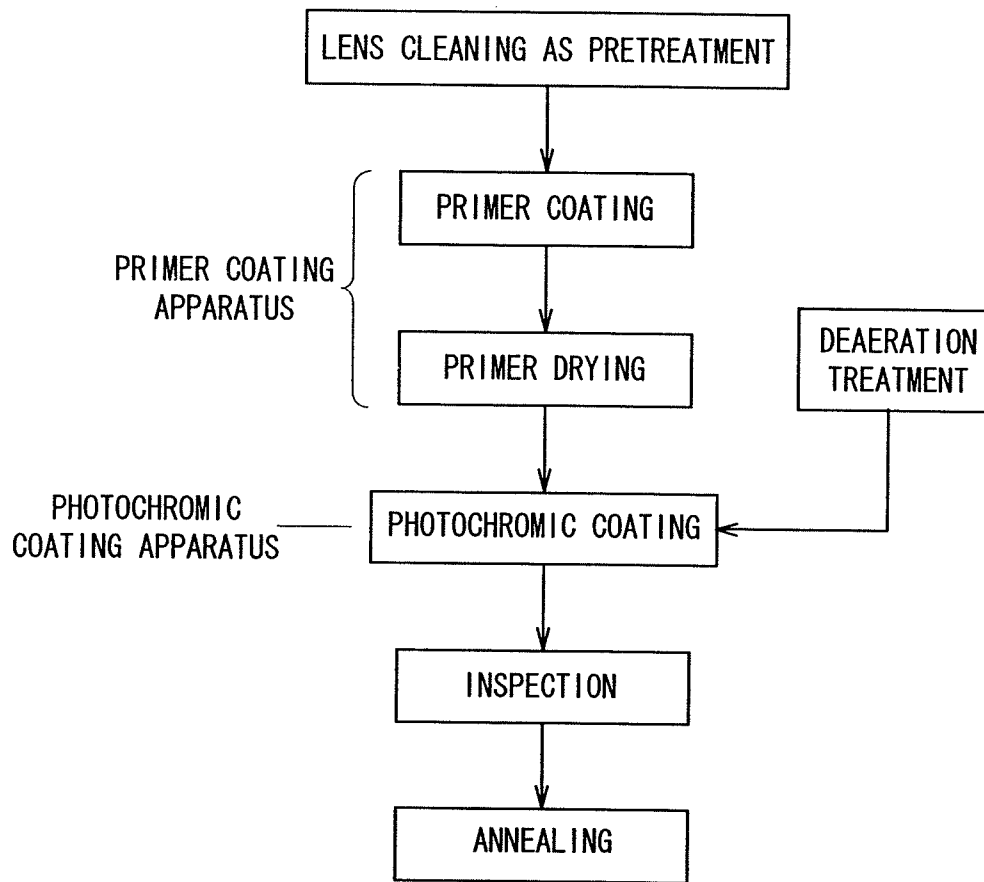 LENS CLEANING AS PRETREATMENT
PRIMER COATING
PRIMER COATING
APPARATUS
PRIMER DRYING
DEAERATION
TREATMENT
PHOTOCHROMIC
COATING APPARATUS
PHOTOCHROMIC COATING
INSPECTION
ANNEALING